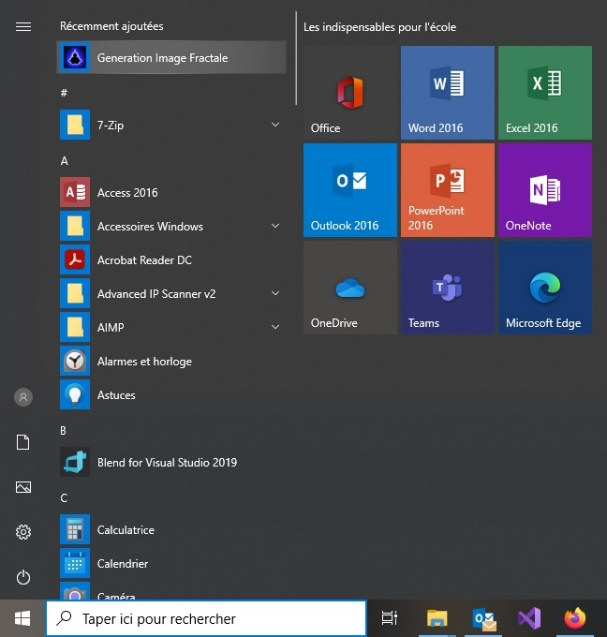 Récemment ajoutées
Generation Image Fractale
#
7-Zip
A
Access 2016
Accessoires Windows
Acrobat Reader DC
Advanced IP Scanner v2
AIMP
Alarmes et horloge
Astuces
B
Blend for Visual Studio 2019
C
Calculatrice
Calendrier
Caméra
Les indispensables pour l'école
Office
Word 2016
Excel 2016
Outlook 2016
PowerPoint
2016
OneNote
OneDrive
Teams
Microsoft Edge
Taper ici pour rechercher